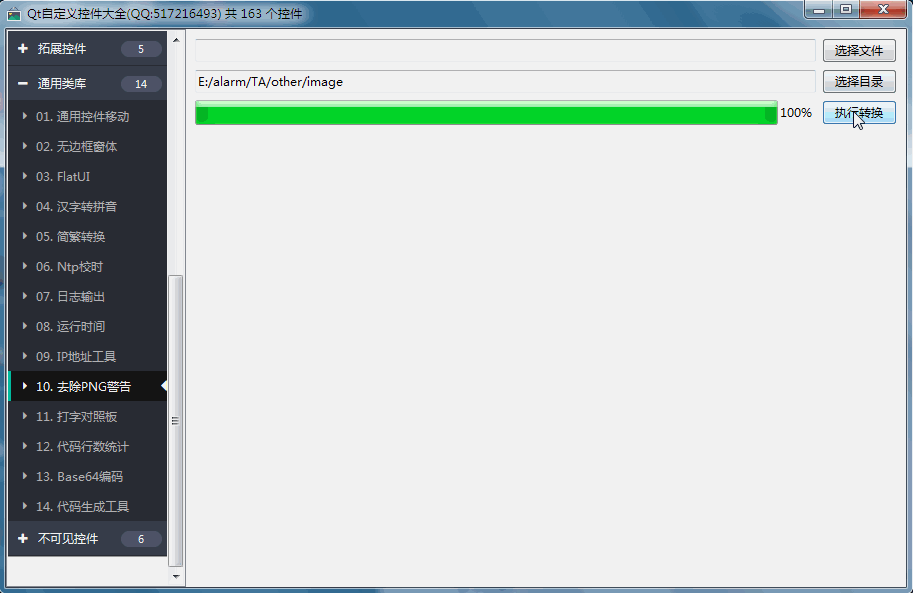 Qt自定义控件大全(QQ:517216493) 共 163 个控件
拓展控件 5
通用类库 14
01. 通用控件移动
02. 无边框窗体
03. FlatUI
04. 汉字转拼音
05. 简繁转换
06. Ntp校时
07. 日志输出
08. 运行时间
09. IP地址工具
10. 去除PNG警告
11. 打字对照板
12. 代码行数统计
13. Base64编码
14. 代码生成工具
不可见控件 6
选择文件
E:/alarm/TA/other/image 选择目录
100% 执行转换